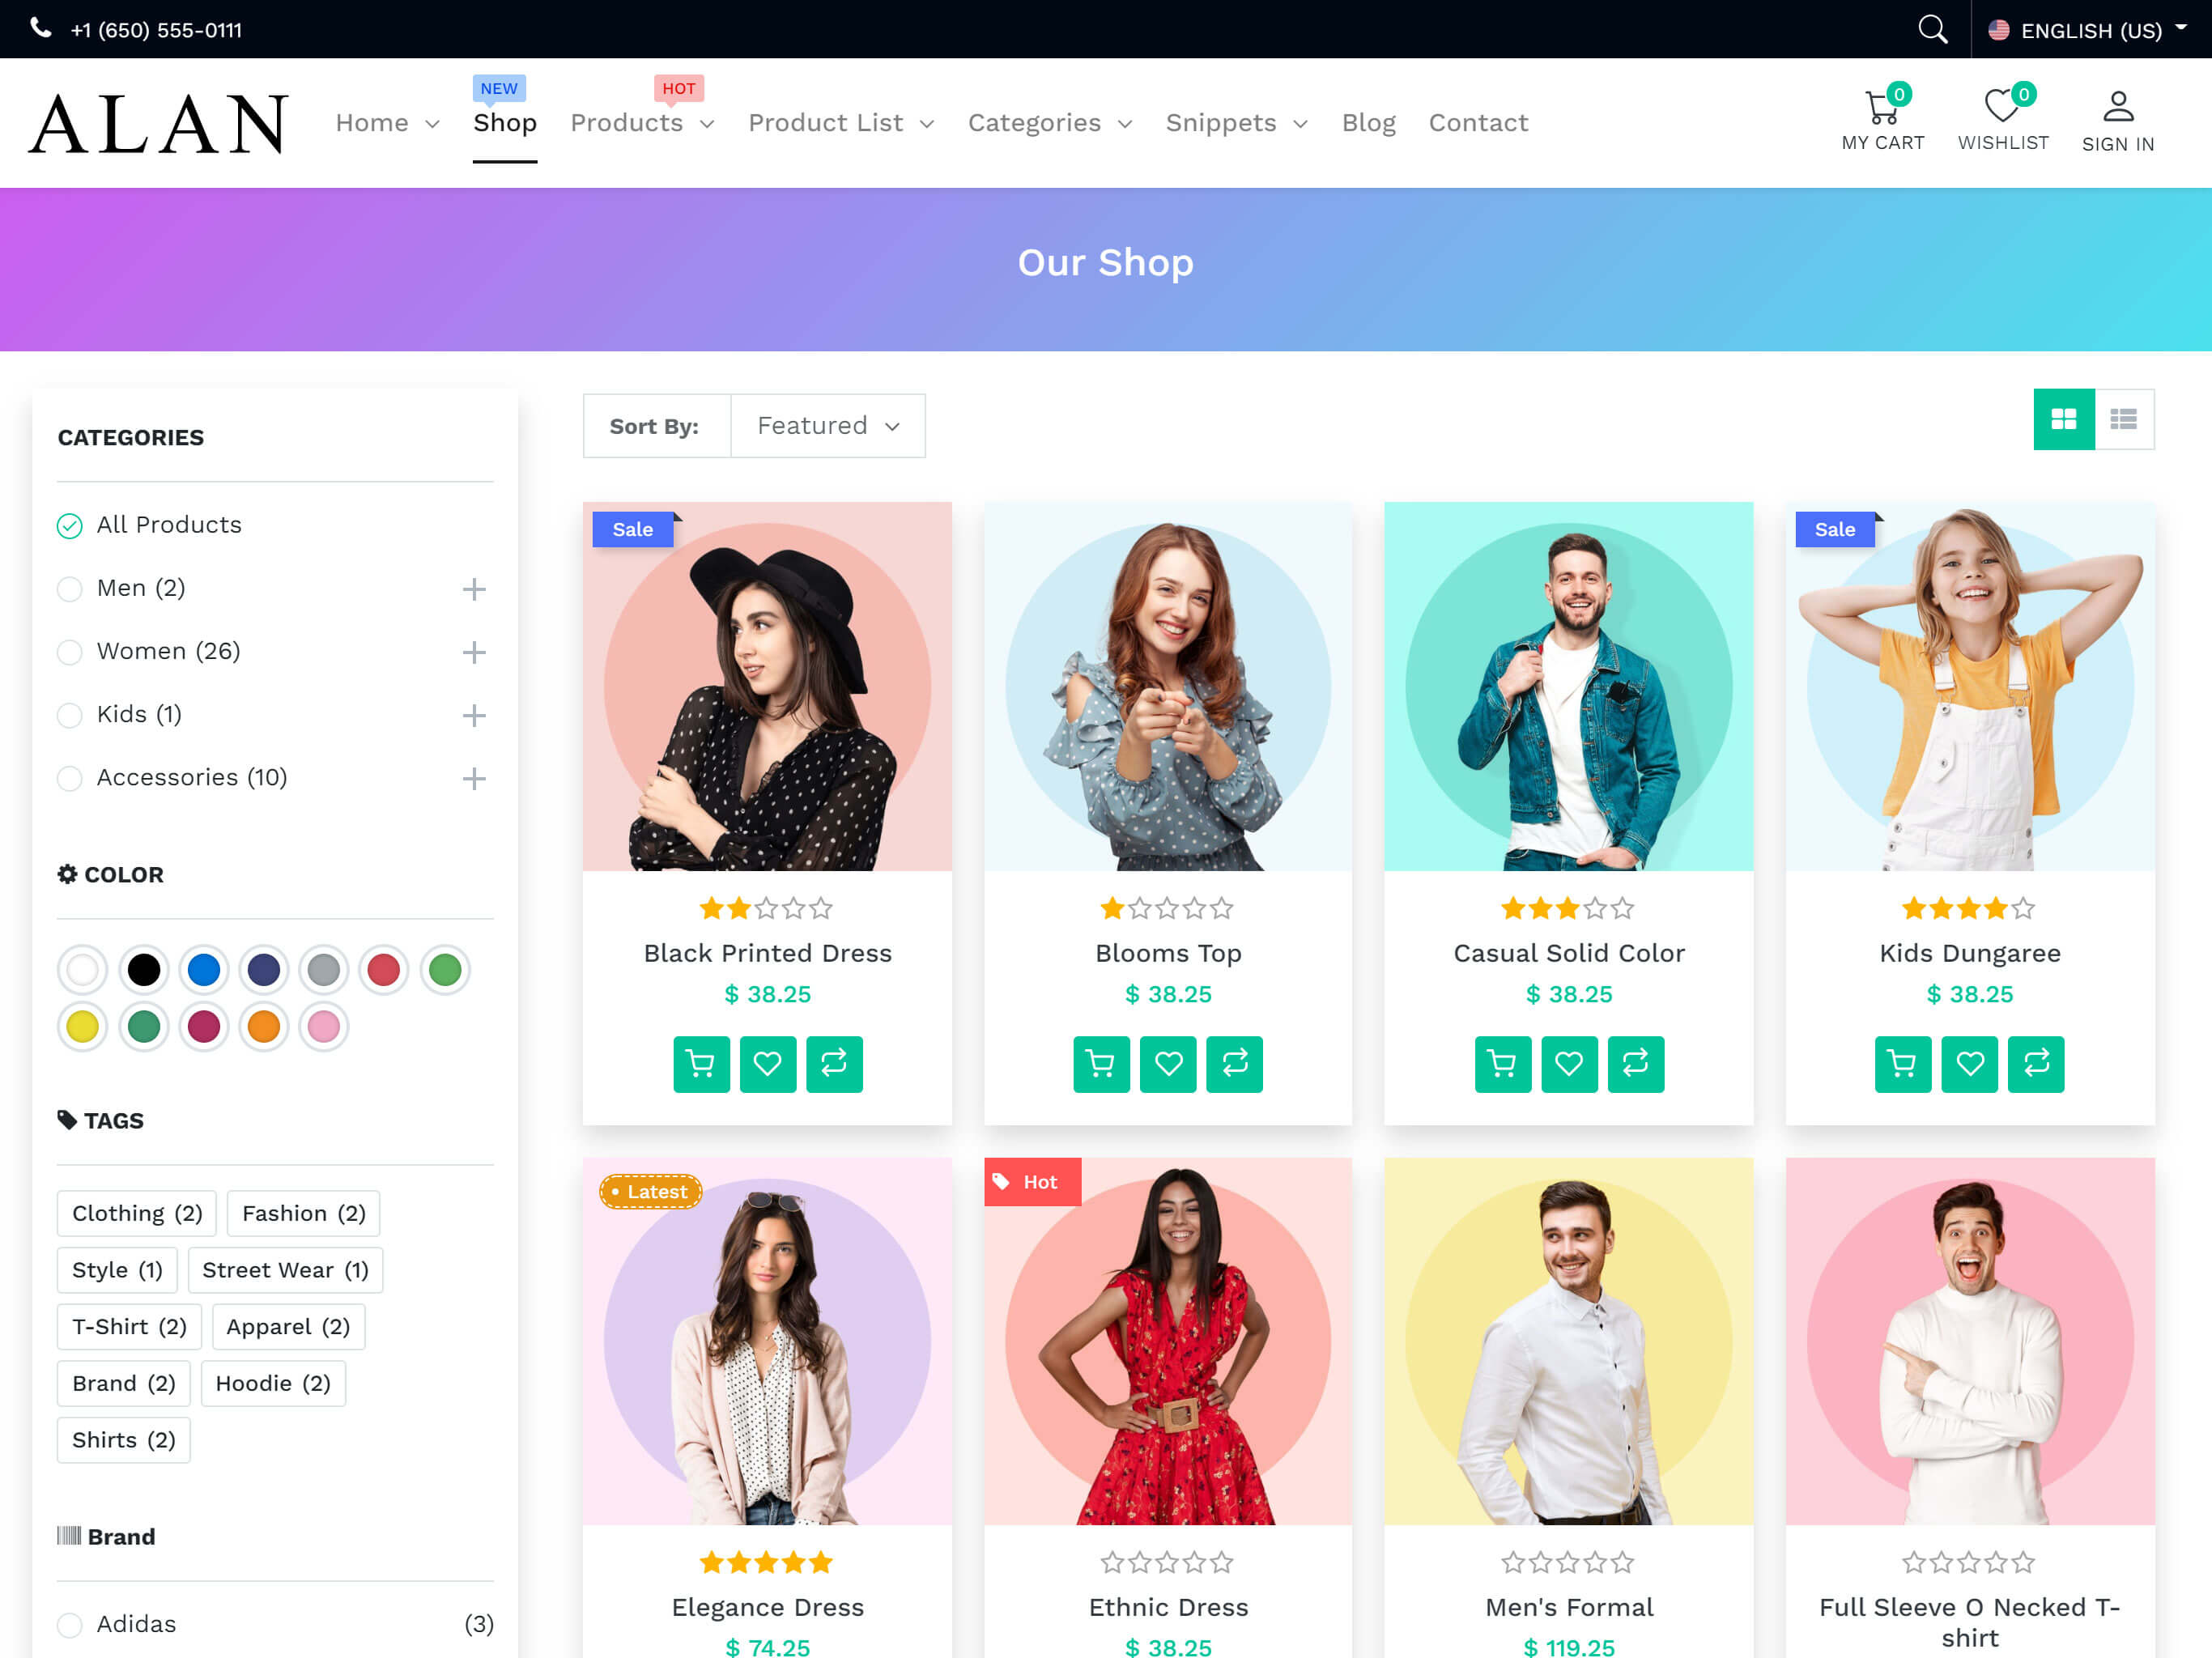 +1 (650) 555-0111
ENGLISH (US)
ALAN
Home
NEW
Shop
HOT
Products
Product List
Categories
Snippets
Blog
Contact
0
MY CART
0
WISHLIST
SIGN IN
Our Shop
CATEGORIES
All Products
Men (2)
Women (26)
Kids (1)
Accessories (10)
COLOR
TAGS
Clothing (2)
Fashion (2)
Style (1)
Street Wear (1)
T-Shirt (2)
Apparel (2)
Brand (2)
Hoodie (2)
Shirts (2)
Brand
Adidas (3)
Sort By:
Featured
Sale
Black Printed Dress
$ 38.25
Blooms Top
$ 38.25
Casual Solid Color
$ 38.25
Sale
Kids Dungaree
$ 38.25
Latest
Elegance Dress
$ 74.25
Hot
Ethnic Dress
$ 38.25
Men's Formal
$ 119.25
Full Sleeve O Necked T-
shirt